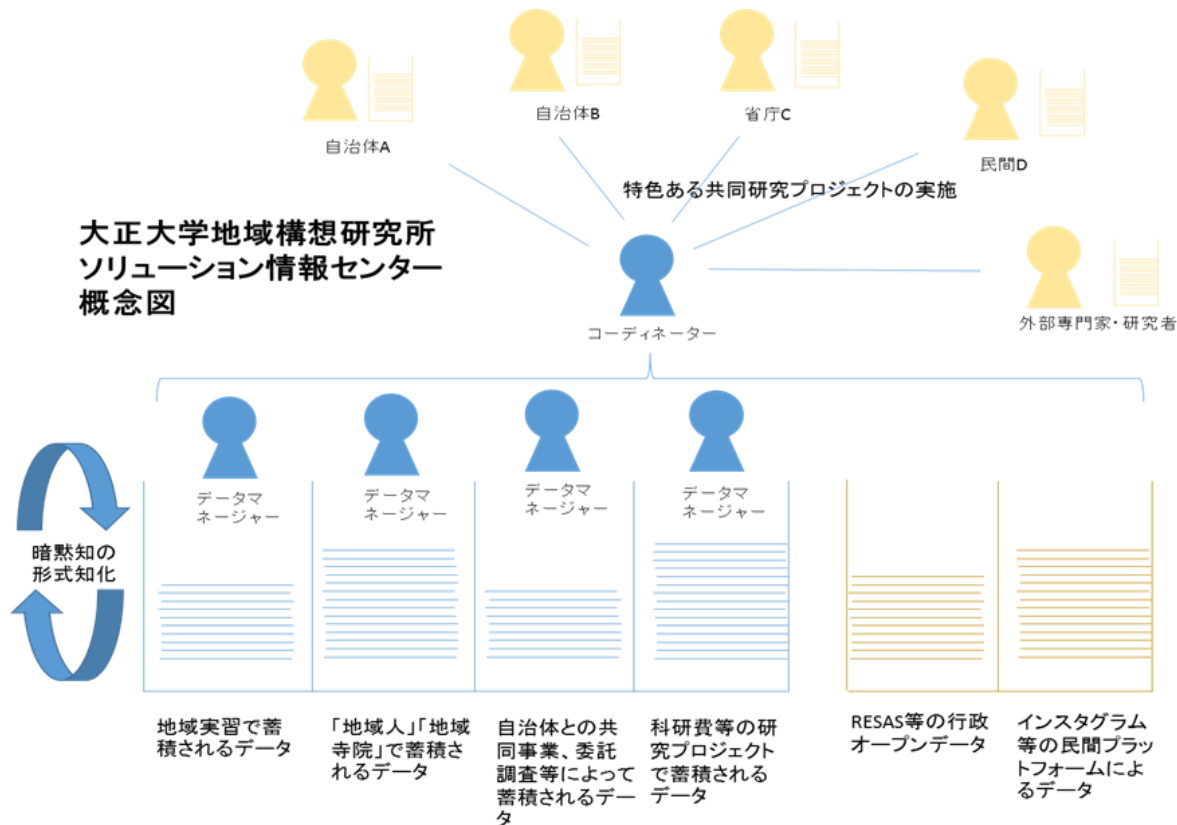 自治体A
自治体B
省庁C
民間D
特色ある共同研究プロジェクトの実施
大正大学地域構想研究所
ソリューション情報センター
概念図
コーディネーター
外部専門家・研究者
データマ
ネージャー
データマ
ネージャー
データマ
ネージャー
データマ
ネージャー
暗黙知の
形式知化
地域実習で蓄
積されるデータ
「地域人」「地域
寺院」で蓄積さ
れるデータ
自治体との共
同事業、委託
調査等によって
蓄積されるデー
タ
科研費等の研
究プロジェクト
で蓄積される
データ
RESAS等の行政
オープンデータ
インスタグラム
等の民間プラッ
トフォームによ
るデータ